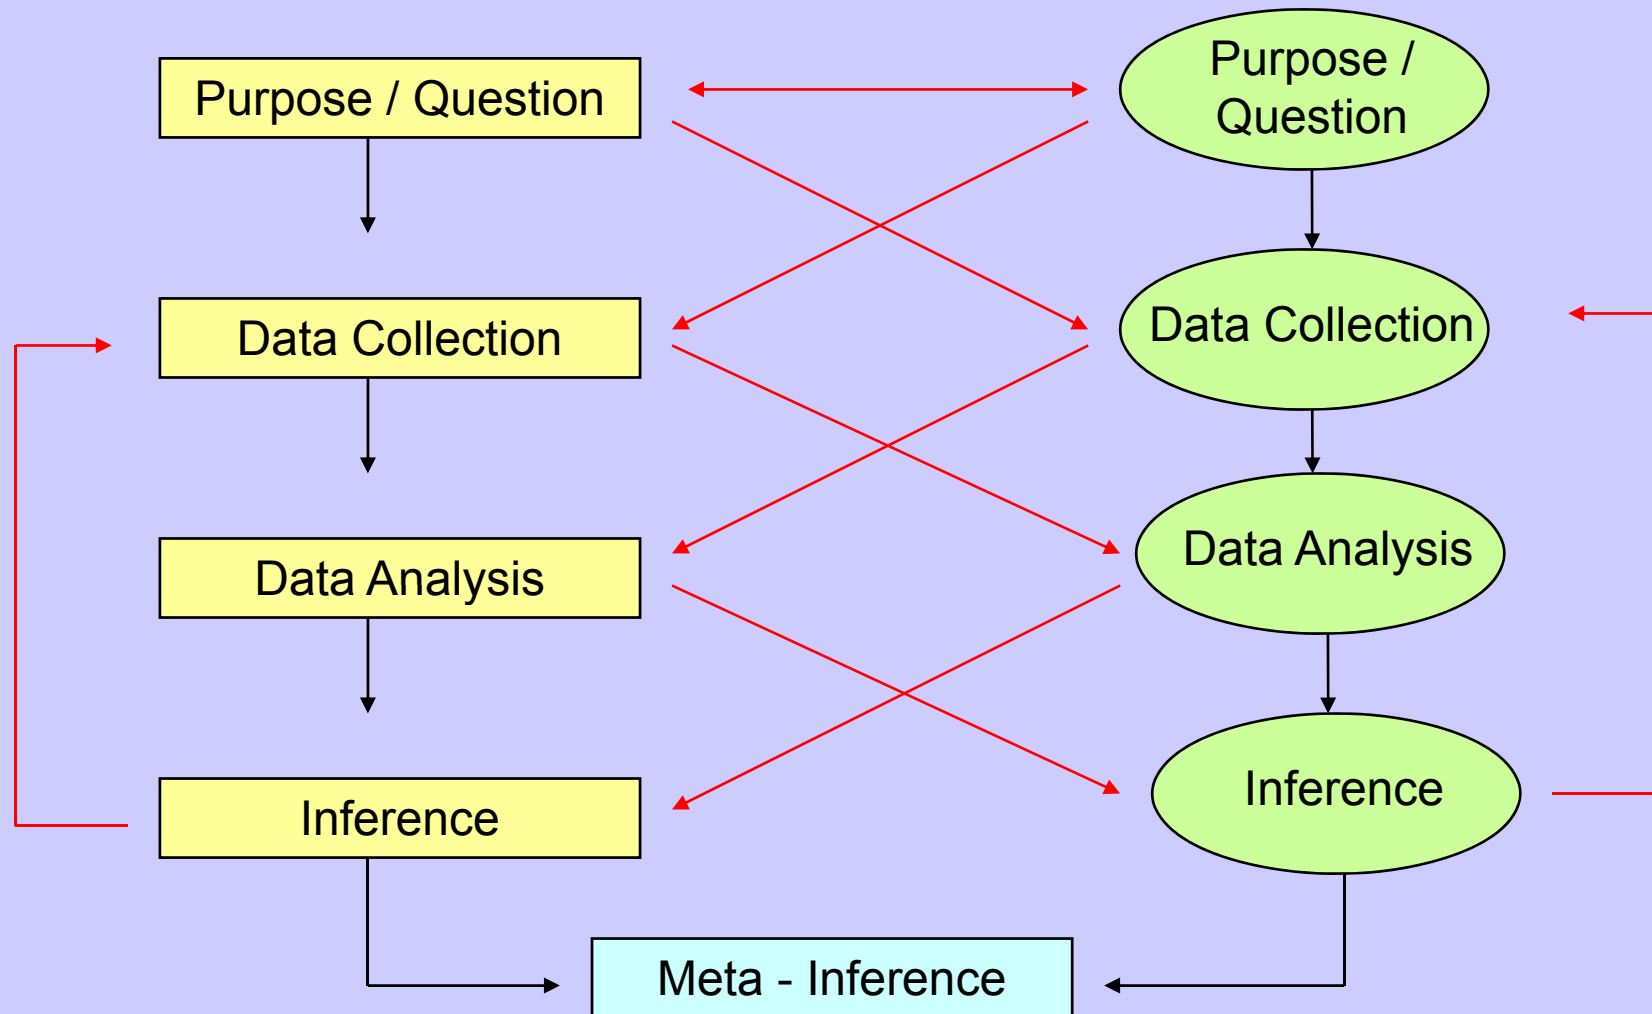 Purpose / Question
Purpose /
Question
Data Collection
Data Collection
Data Analysis
Data Analysis
Inference
Inference
Meta - Inference